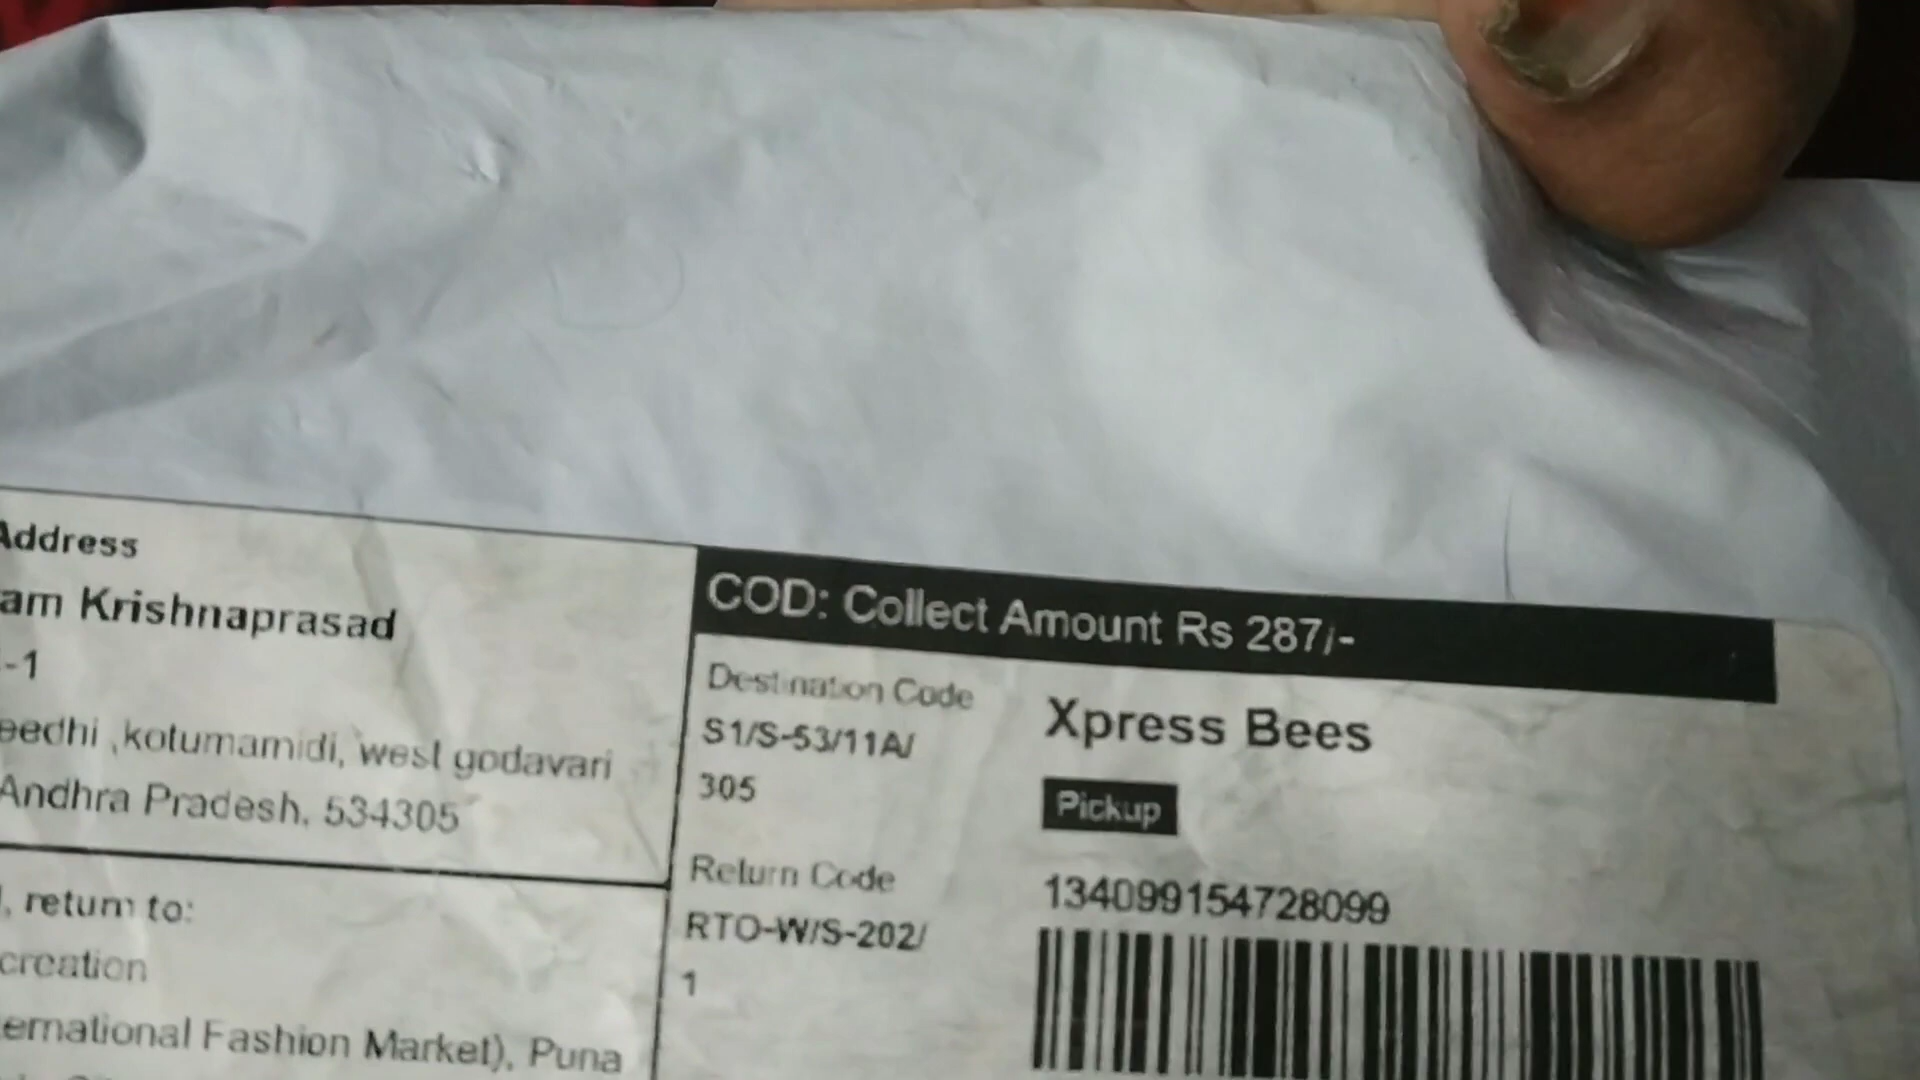 Address
am Krishnaprasad
-1
eedhi ,kotumamidi, west godavari
Andhra Pradesh, 534305
, return to:
creation
ernational Fashion Market), Puna
COD: Collect Amount Rs 287/-
Destination Code
S1/S-53/11A/
305
Return Code
RTO-W/S-202/
1
Xpress Bees
Pickup
134099154728099